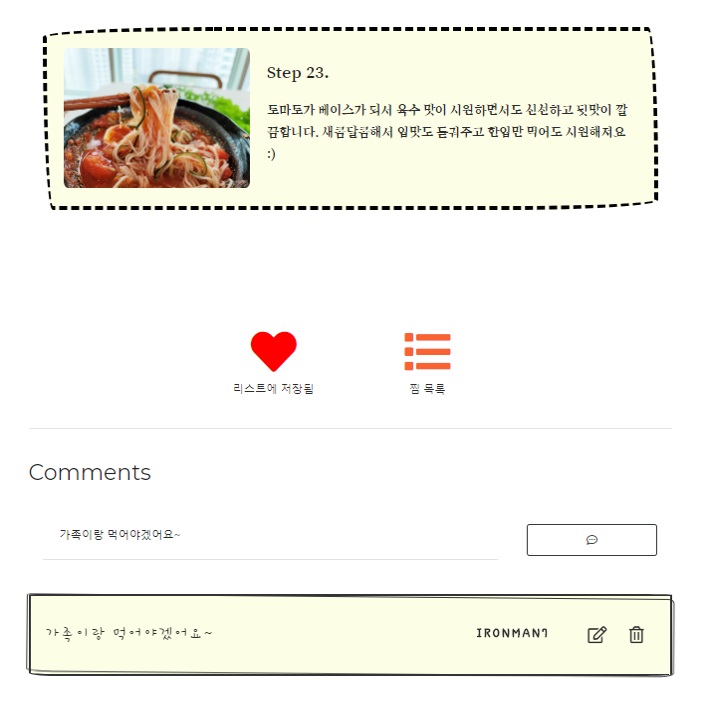 Step 23.
토마토가 베이스가 되서 육수 맛이 시원하면서도 신선하고 뒷맛이 깔
끔합니다. 새콤달콤해서 입맛도 돋궈주고 한입만 먹어도 시원해져요
:)
리스트에 저장됨
찜 목록
Comments
가족이랑 먹어야겠어요~
가족이랑 먹어야겠어요~ IRONMAN1